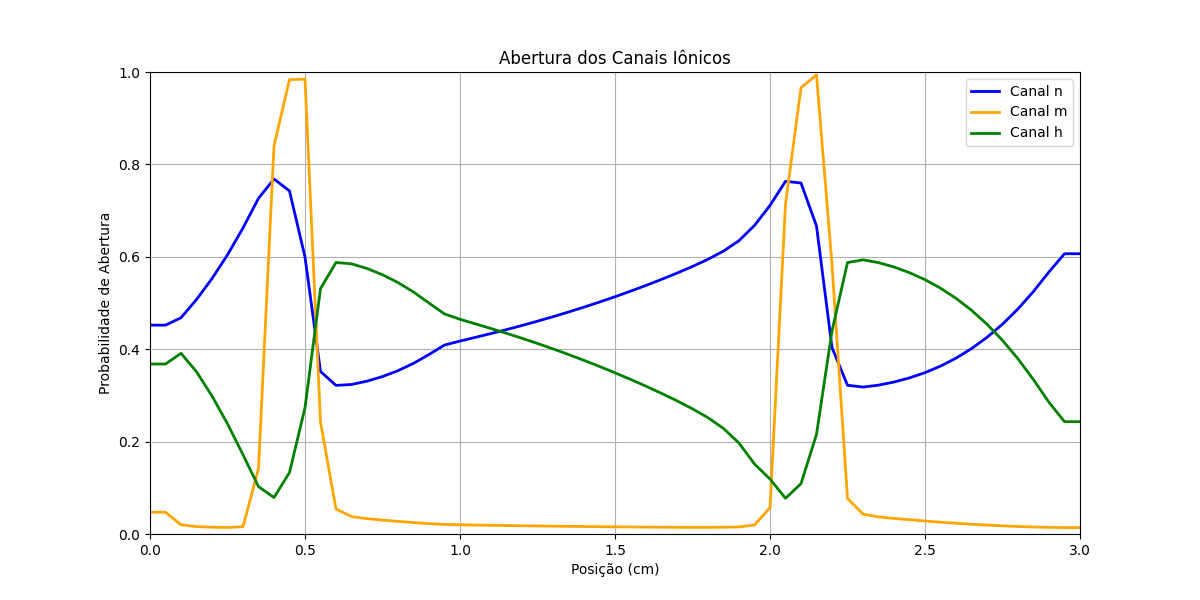 Abertura dos Canais Iônicos
Canal n
Canal m
Canal h
Probabilidade de Abertura
1.0
0.8
0.6
0.4
0.2
0.0
0.0 0.5 1.0 1.5 2.0 2.5 3.0
Posição (cm)